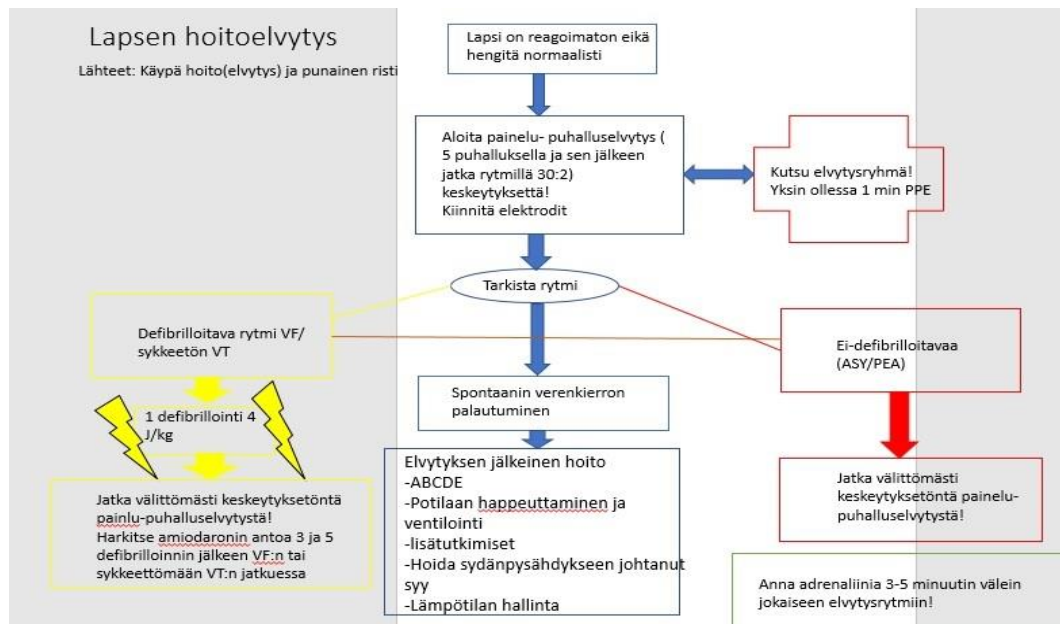 Lapsen hoitoelvytys
Lähteet: Käypä hoito(elvytys) ja punainen risti
Lapsi on reagoimaton eikä
hengitä normaalisti
Aloita painelu- puhalluselvytys (
5 puhalluksella ja sen jälkeen
jatka rytmillä 30:2)
keskeytyksettä!
Kiinnitä elektrodit
Kutsu elvytysryhmä!
Yksin ollessa 1 min PPE
Tarkista rytmi
Defibrilloitava rytmi VF/
sykkeetön VT
Ei-defibrilloitavaa
(ASY/PEA)
Spontaanin verenkierron
palautuminen
1 defibrillointi 4
J/kg
Elvytyksen jälkeinen hoito
-ABCDE
-Potilaan happeuttaminen ja
ventilointi
-lisätutkimiset
-Hoida sydänpysähdykseen johtanut
syy
-Lämpötilan hallinta
Jatka välittömästi keskeytyksetöntä
painlu-puhalluselvytystä!
Harkitse amiodaronin antoa 3 ja 5
defibrilloinnin jälkeen VF:n tai
sykkeettömään VT:n jatkuessa
Jatka välittömästi
keskeytyksetöntä painelu-
puhalluselvytystä!
Anna adrenaliinia 3-5 minuutin välein
jokaiseen elvytysrytmiin!